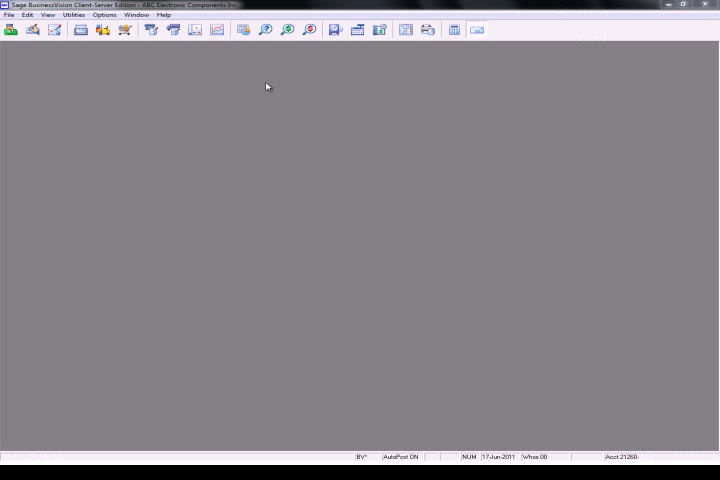 Sage BusinessVision Client-Server Edition - ABC Electronic Components Inc.
File Edit View Utilities Options Window Help
BV* AutoPost ON NUM 17-Jun-2011 Whse.00 Acct.21260-